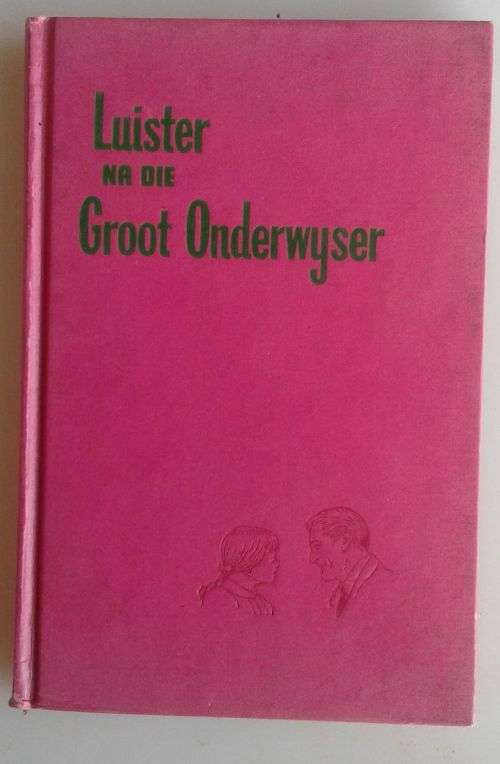 Luister
NA DIE
Groot Onderwyser